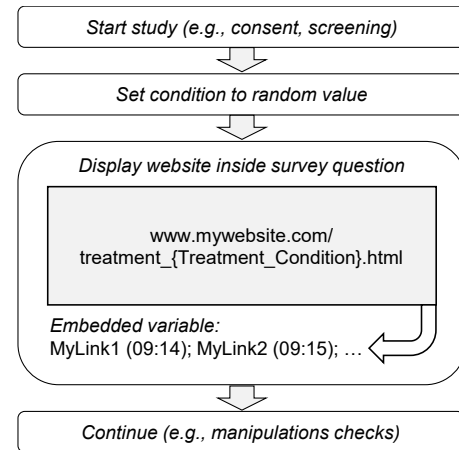 Start study (e.g., consent, screening)
Set condition to random value
Display website inside survey question
www.mywebsite.com/
treatment_{Treatment_Condition}.html
Embedded variable:
MyLink1 (09:14); MyLink2 (09:15); …
Continue (e.g., manipulations checks)